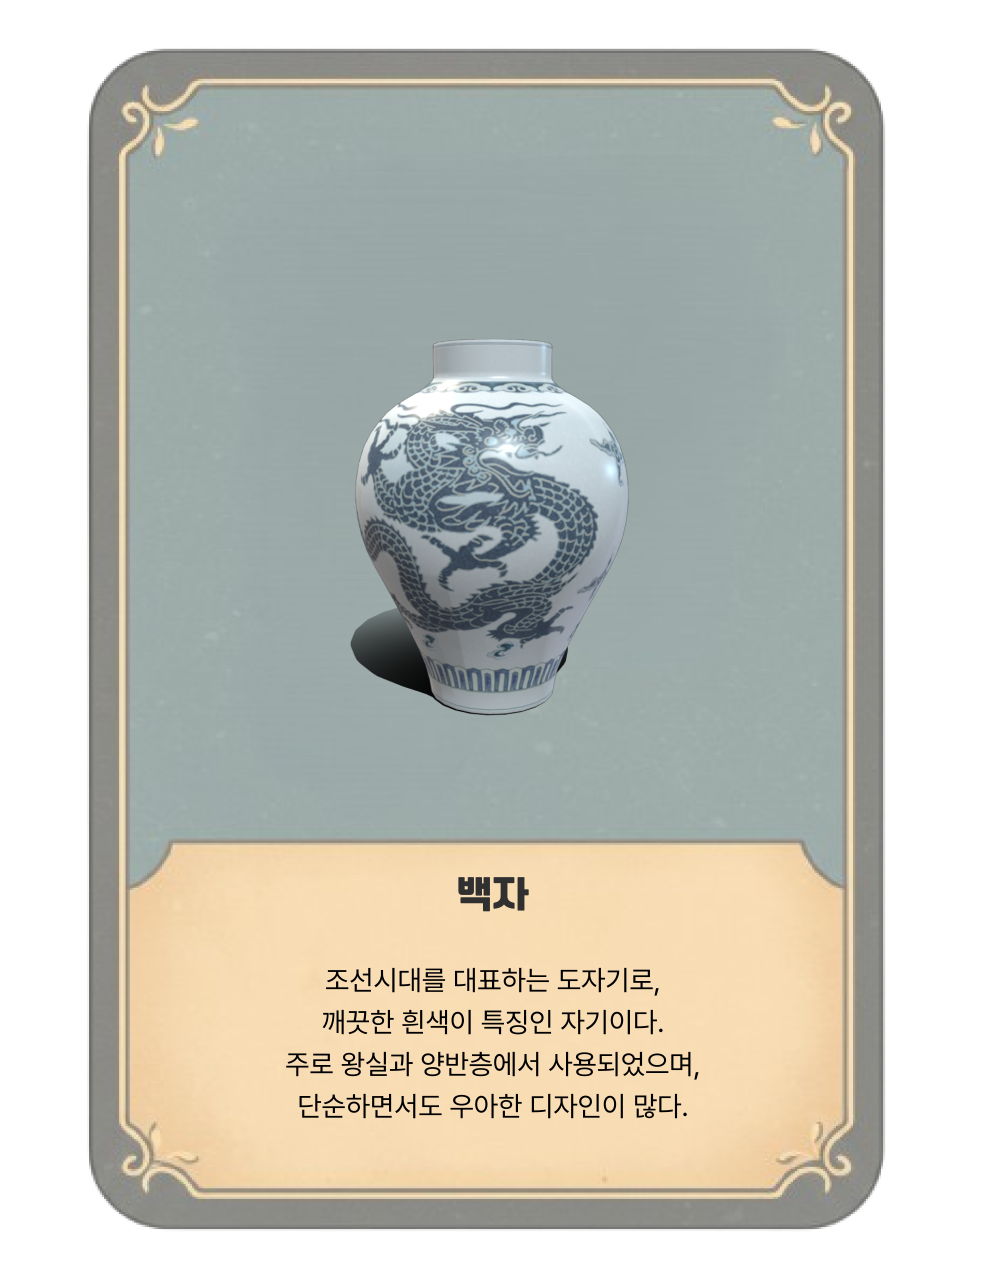 백자
조선시대를 대표하는 도자기로,
깨끗한 흰색이 특징인 자기이다.
주로 왕실과 양반층에서 사용되었으며,
단순하면서도 우아한 디자인이 많다.